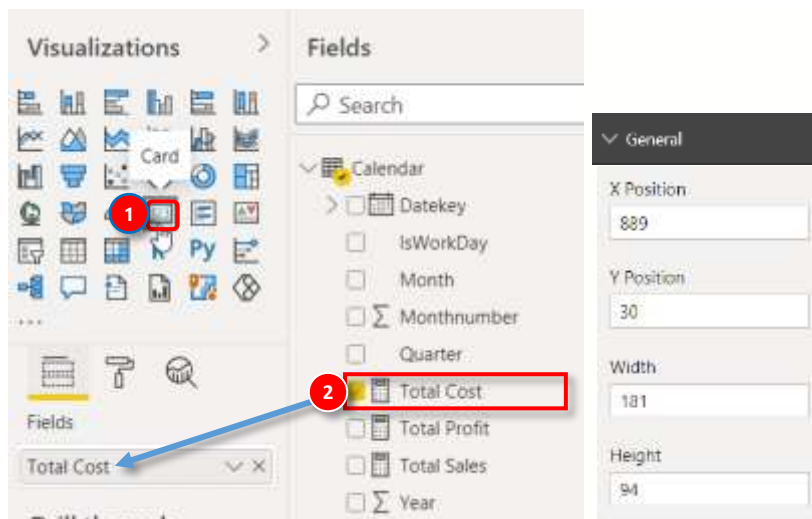 Visualizations
Card
1
Py
...
Fields
Total Cost
Fields
Search
Calendar
Datekey
IsWorkDay
Month
Monthnumber
Quarter
2
Total Cost
Total Profit
Total Sales
Year
General
X Position
889
Y Position
30
Width
181
Height
94